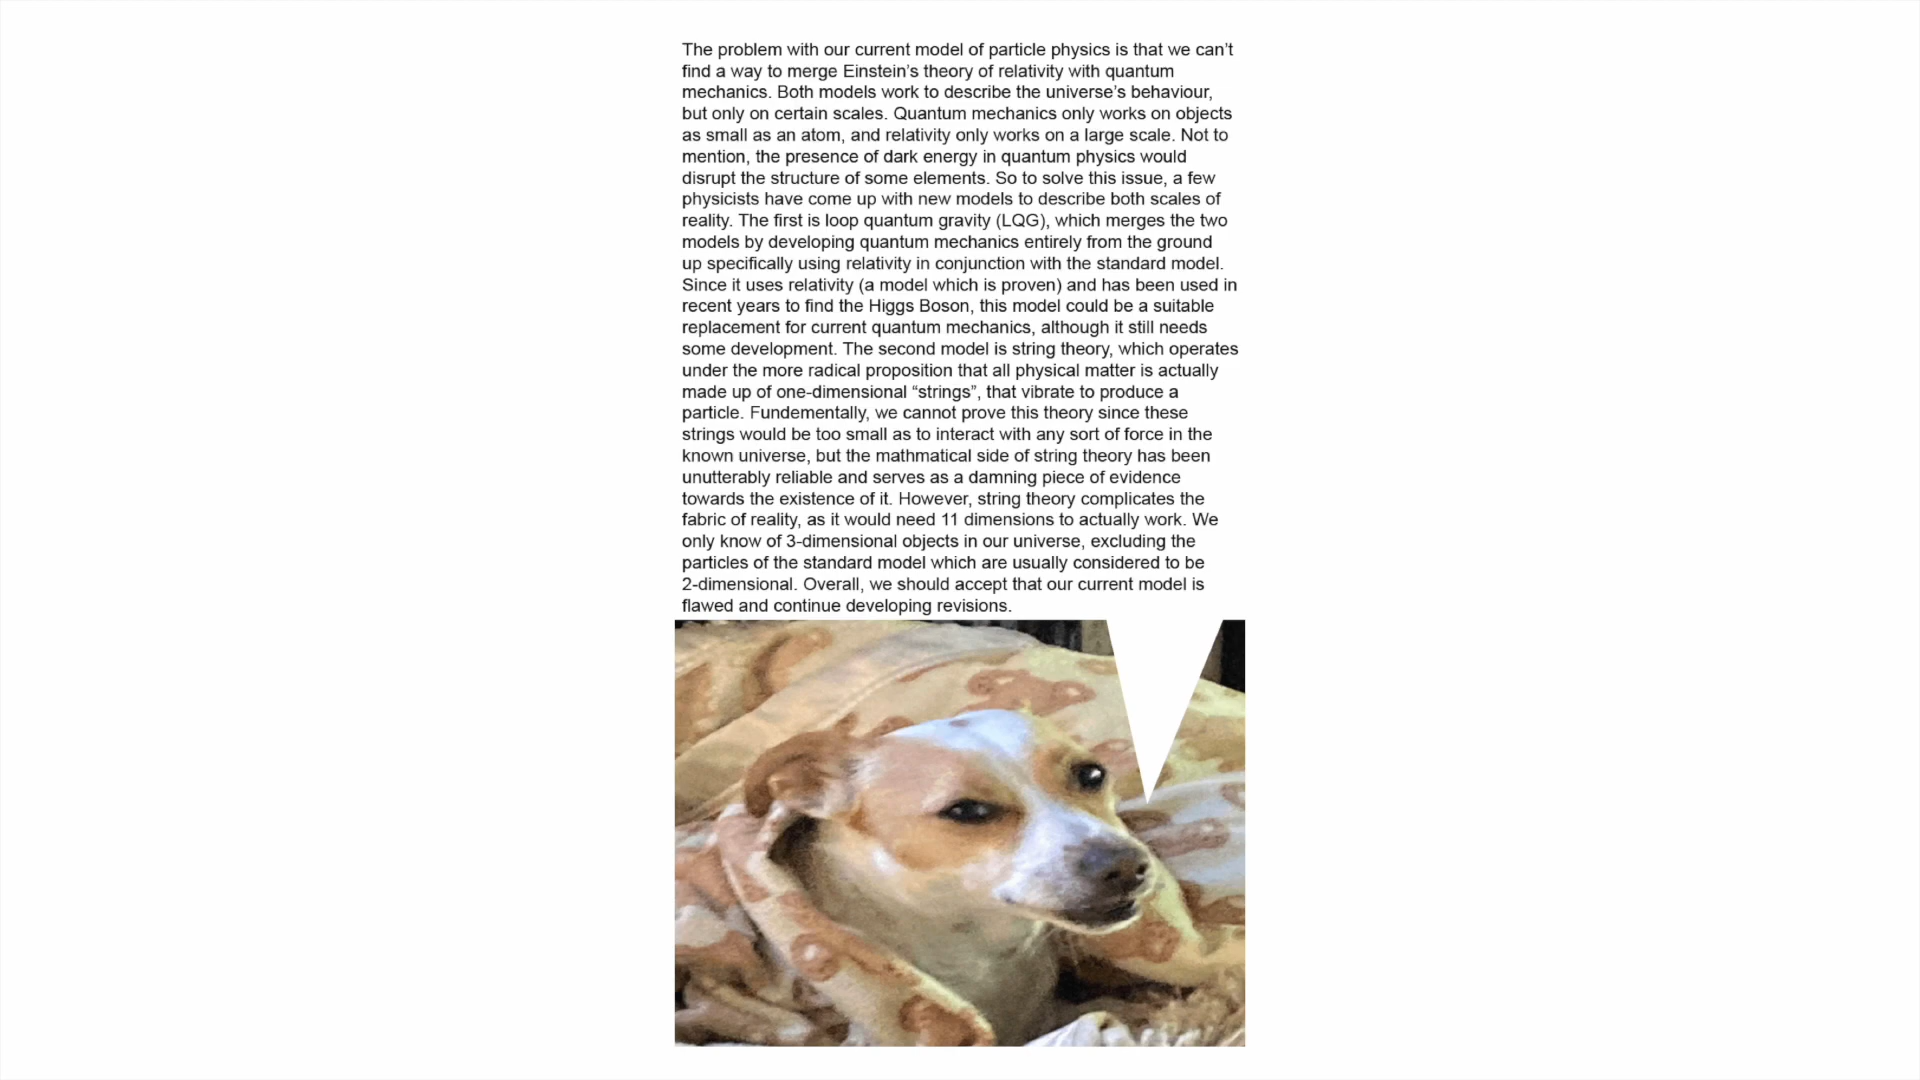 The problem with our current model of particle physics is that we can’t
find a way to merge Einstein’s theory of relativity with quantum
mechanics. Both models work to describe the universe’s behaviour,
but only on certain scales. Quantum mechanics only works on objects
as small as an atom, and relativity only works on a large scale. Not to
mention, the presence of dark energy in quantum physics would
disrupt the structure of some elements. So to solve this issue, a few
physicists have come up with new models to describe both scales of
reality. The first is loop quantum gravity (LQG), which merges the two
models by developing quantum mechanics entirely from the ground
up specifically using relativity in conjunction with the standard model.
Since it uses relativity (a model which is proven) and has been used in
recent years to find the Higgs Boson, this model could be a suitable
replacement for current quantum mechanics, although it still needs
some development. The second model is string theory, which operates
under the more radical proposition that all physical matter is actually
made up of one-dimensional “strings”, that vibrate to produce a
particle. Fundementally, we cannot prove this theory since these
strings would be too small as to interact with any sort of force in the
known universe, but the mathmatical side of string theory has been
unutterably reliable and serves as a damning piece of evidence
towards the existence of it. However, string theory complicates the
fabric of reality, as it would need 11 dimensions to actually work. We
only know of 3-dimensional objects in our universe, excluding the
particles of the standard model which are usually considered to be
2-dimensional. Overall, we should accept that our current model is
flawed and continue developing revisions.